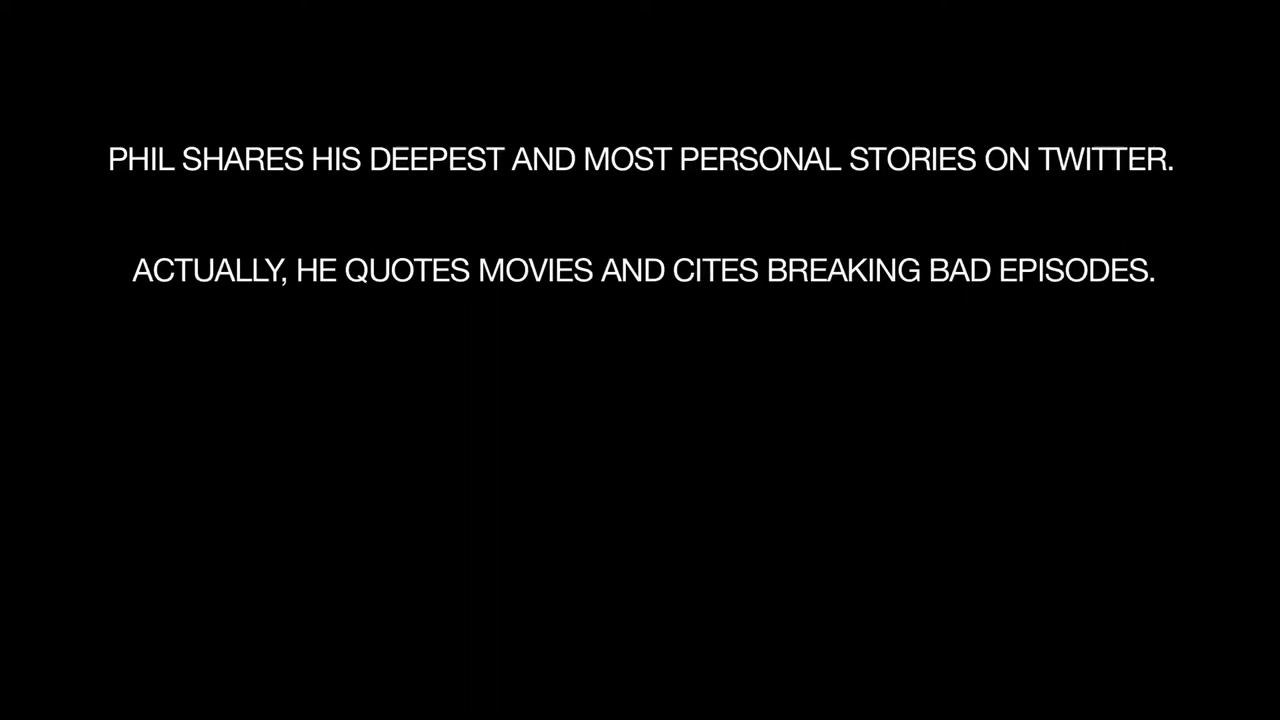 PHIL SHARES HIS DEEPEST AND MOST PERSONAL STORIES ON TWITTER.
ACTUALLY, HE QUOTES MOVIES AND CITES BREAKING BAD EPISODES.